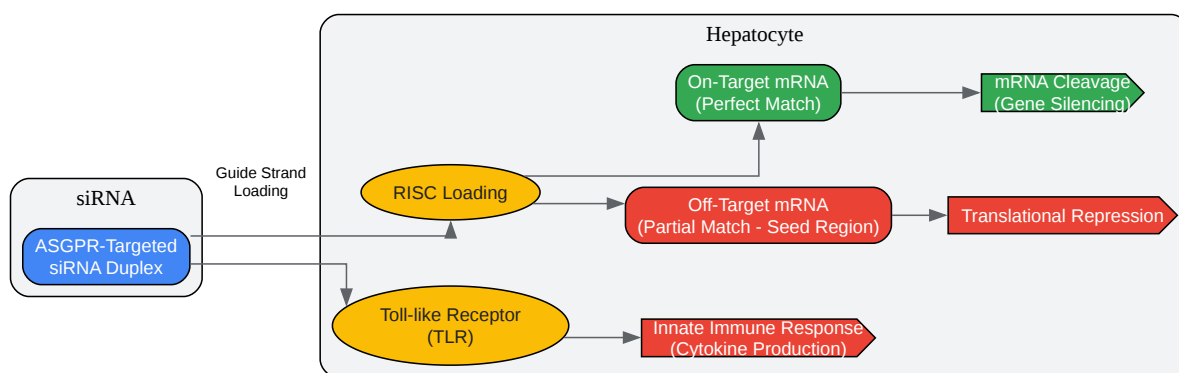 Hepatocyte
On-Target mRNA
(Perfect Match)
mRNA Cleavage
(Gene Silencing)
Guide Strand
Loading
siRNA
ASGPR-Targeted
siRNA Duplex
RISC Loading
Off-Target mRNA
(Partial Match - Seed Region)
Translational Repression
Toll-like Receptor
(TLR)
Innate Immune Response
(Cytokine Production)